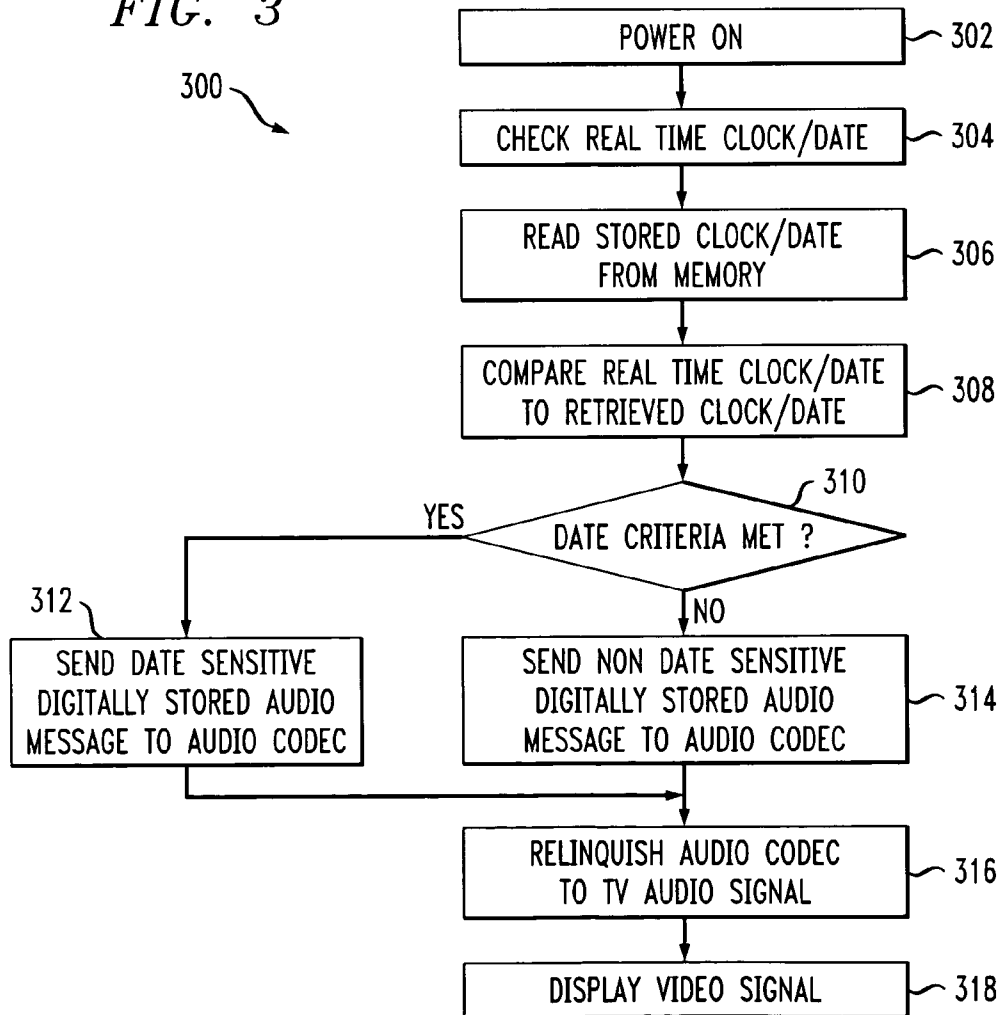 FIG. 3
300
POWER ON
302
CHECK REAL TIME CLOCK/DATE
304
READ STORED CLOCK/DATE
FROM MEMORY
306
COMPARE REAL TIME CLOCK/DATE
TO RETRIEVED CLOCK/DATE
308
310
DATE CRITERIA MET ?
YES
NO
312
SEND DATE SENSITIVE
DIGITALLY STORED AUDIO
MESSAGE TO AUDIO CODEC
SEND NON DATE SENSITIVE
DIGITALLY STORED AUDIO
MESSAGE TO AUDIO CODEC
314
RELINQUISH AUDIO CODEC
TO TV AUDIO SIGNAL
316
DISPLAY VIDEO SIGNAL
318